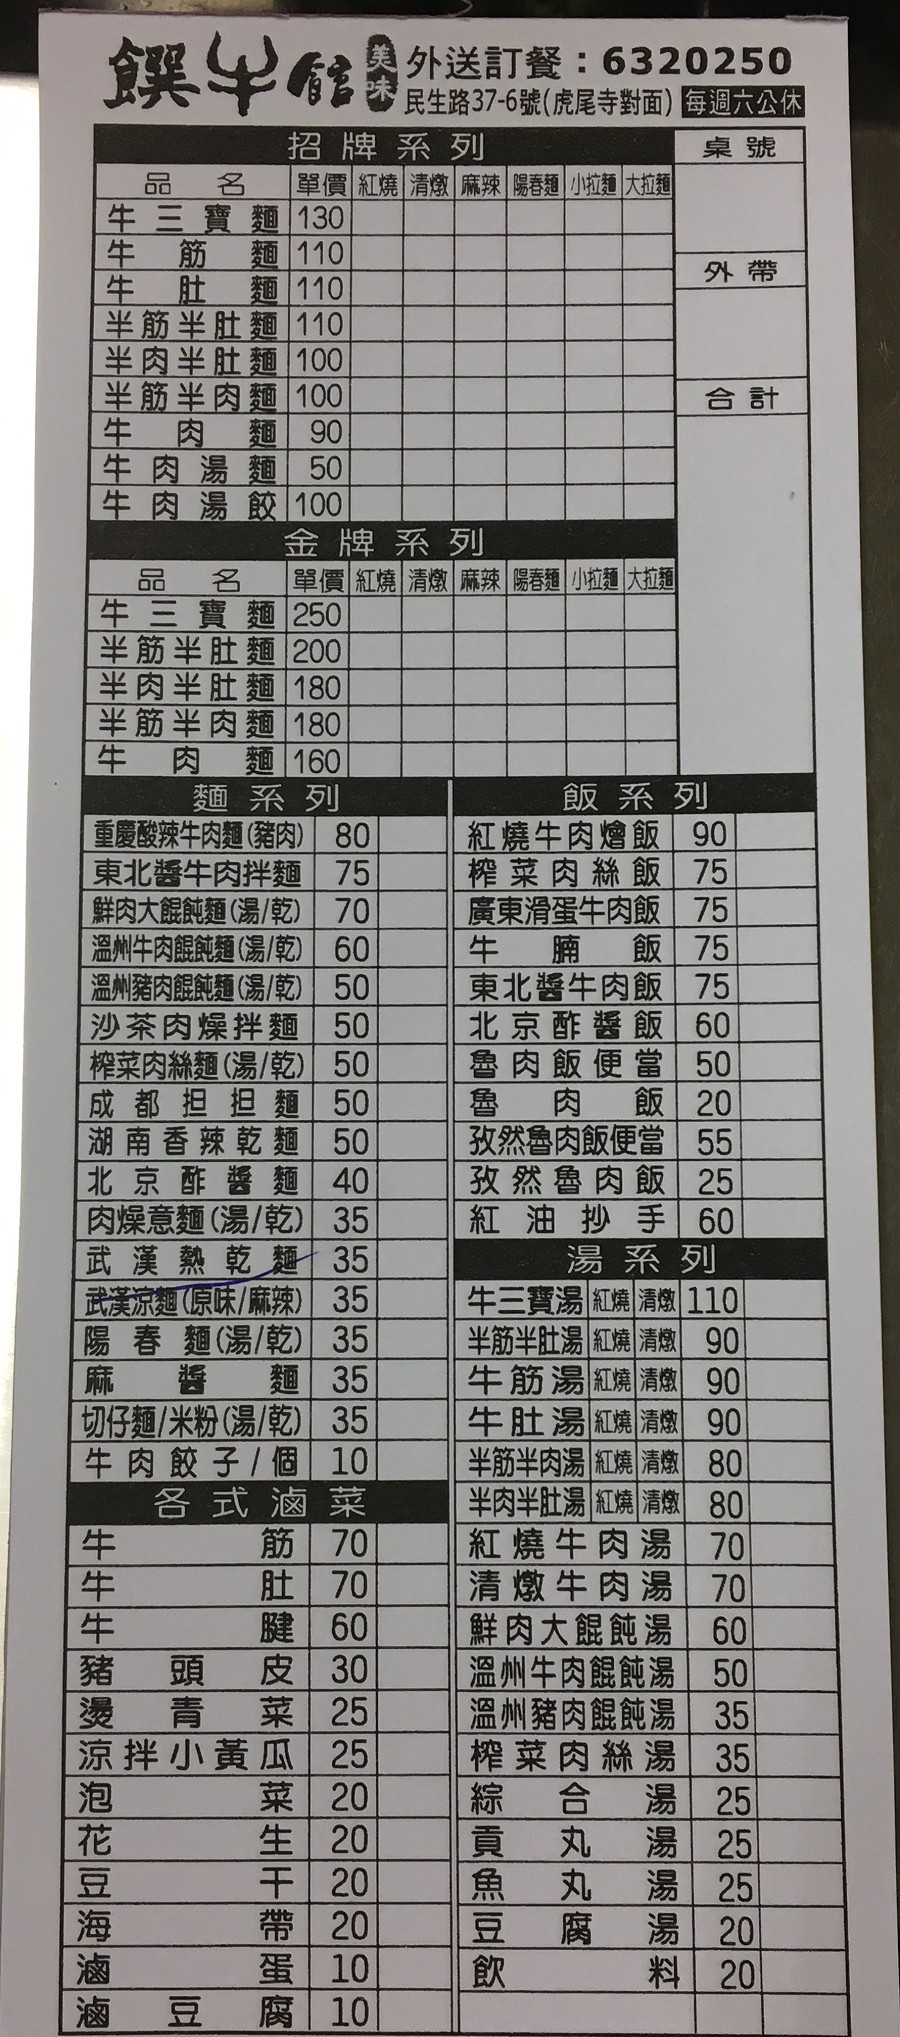 饌牛館 美味 外送訂餐：6320250
民生路37-6號(虎尾寺對面) 每週六公休
招牌系列 桌號
品名 單價 紅燒 清燉 麻辣 陽春麵 小拉麵 大拉麵
牛三寶麵 130
牛筋麵 110
外帶
牛肚麵 110
半筋半肚麵 110
半肉半肚麵 100
半筋半肉麵 100
合計
牛肉麵 90
牛肉湯麵 50
牛肉湯餃 100
金牌系列
品名 單價 紅燒 清燉 麻辣 陽春麵 小拉麵 大拉麵
牛三寶麵 250
半筋半肚麵 200
半肉半肚麵 180
半筋半肉麵 180
牛肉麵 160
麵系列
重慶酸辣牛肉麵(豬肉) 80
東北醬牛肉拌麵 75
鮮肉大餛飩麵(湯/乾) 70
溫州牛肉餛飩麵(湯/乾) 60
溫州豬肉餛飩麵(湯/乾) 50
沙茶肉燥拌麵 50
榨菜肉絲麵(湯/乾) 50
成都担担麵 50
湖南香辣乾麵 50
北京酢醬麵 40
肉燥意麵(湯/乾) 35
武漢熱乾麵 35
武漢涼麵(原味/麻辣) 35
陽春麵(湯/乾) 35
麻醬麵 35
切仔麵/米粉(湯/乾) 35
牛肉餃子/個 10
各式滷菜
牛筋 70
牛肚 70
牛腱 60
豬頭皮 30
燙青菜 25
涼拌小黃瓜 25
泡菜 20
花生 20
豆干 20
海帶 20
滷蛋 10
滷豆腐 10
飯系列
紅燒牛肉燴飯 90
榨菜肉絲飯 75
廣東滑蛋牛肉飯 75
牛腩飯 75
東北醬牛肉飯 75
北京酢醬飯 60
魯肉飯便當 50
魯肉飯 20
孜然魯肉飯便當 55
孜然魯肉飯 25
紅油抄手 60
湯系列
牛三寶湯 紅燒 清燉 110
半筋半肚湯 紅燒 清燉 90
牛筋湯 紅燒 清燉 90
牛肚湯 紅燒 清燉 90
半筋半肉湯 紅燒 清燉 80
半肉半肚湯 紅燒 清燉 80
紅燒牛肉湯 70
清燉牛肉湯 70
鮮肉大餛飩湯 60
溫州牛肉餛飩湯 50
溫州豬肉餛飩湯 35
榨菜肉絲湯 35
綜合湯 25
貢丸湯 25
魚丸湯 25
豆腐湯 20
飲料 20